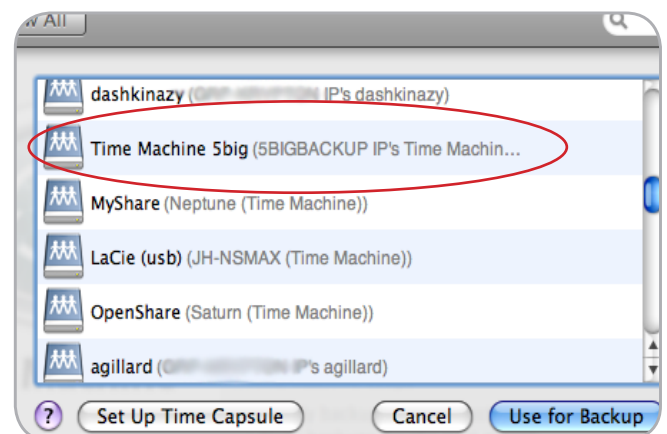 w All
dashkinazy ( IP's dashkinazy)
Time Machine 5big (5BIGBACKUP IP's Time Machin...
MyShare (Neptune (Time Machine))
LaCie (usb) (JH-NSMAX (Time Machine))
OpenShare (Saturn (Time Machine))
agillard ( IP's agillard)
? Set Up Time Capsule Cancel Use for Backup